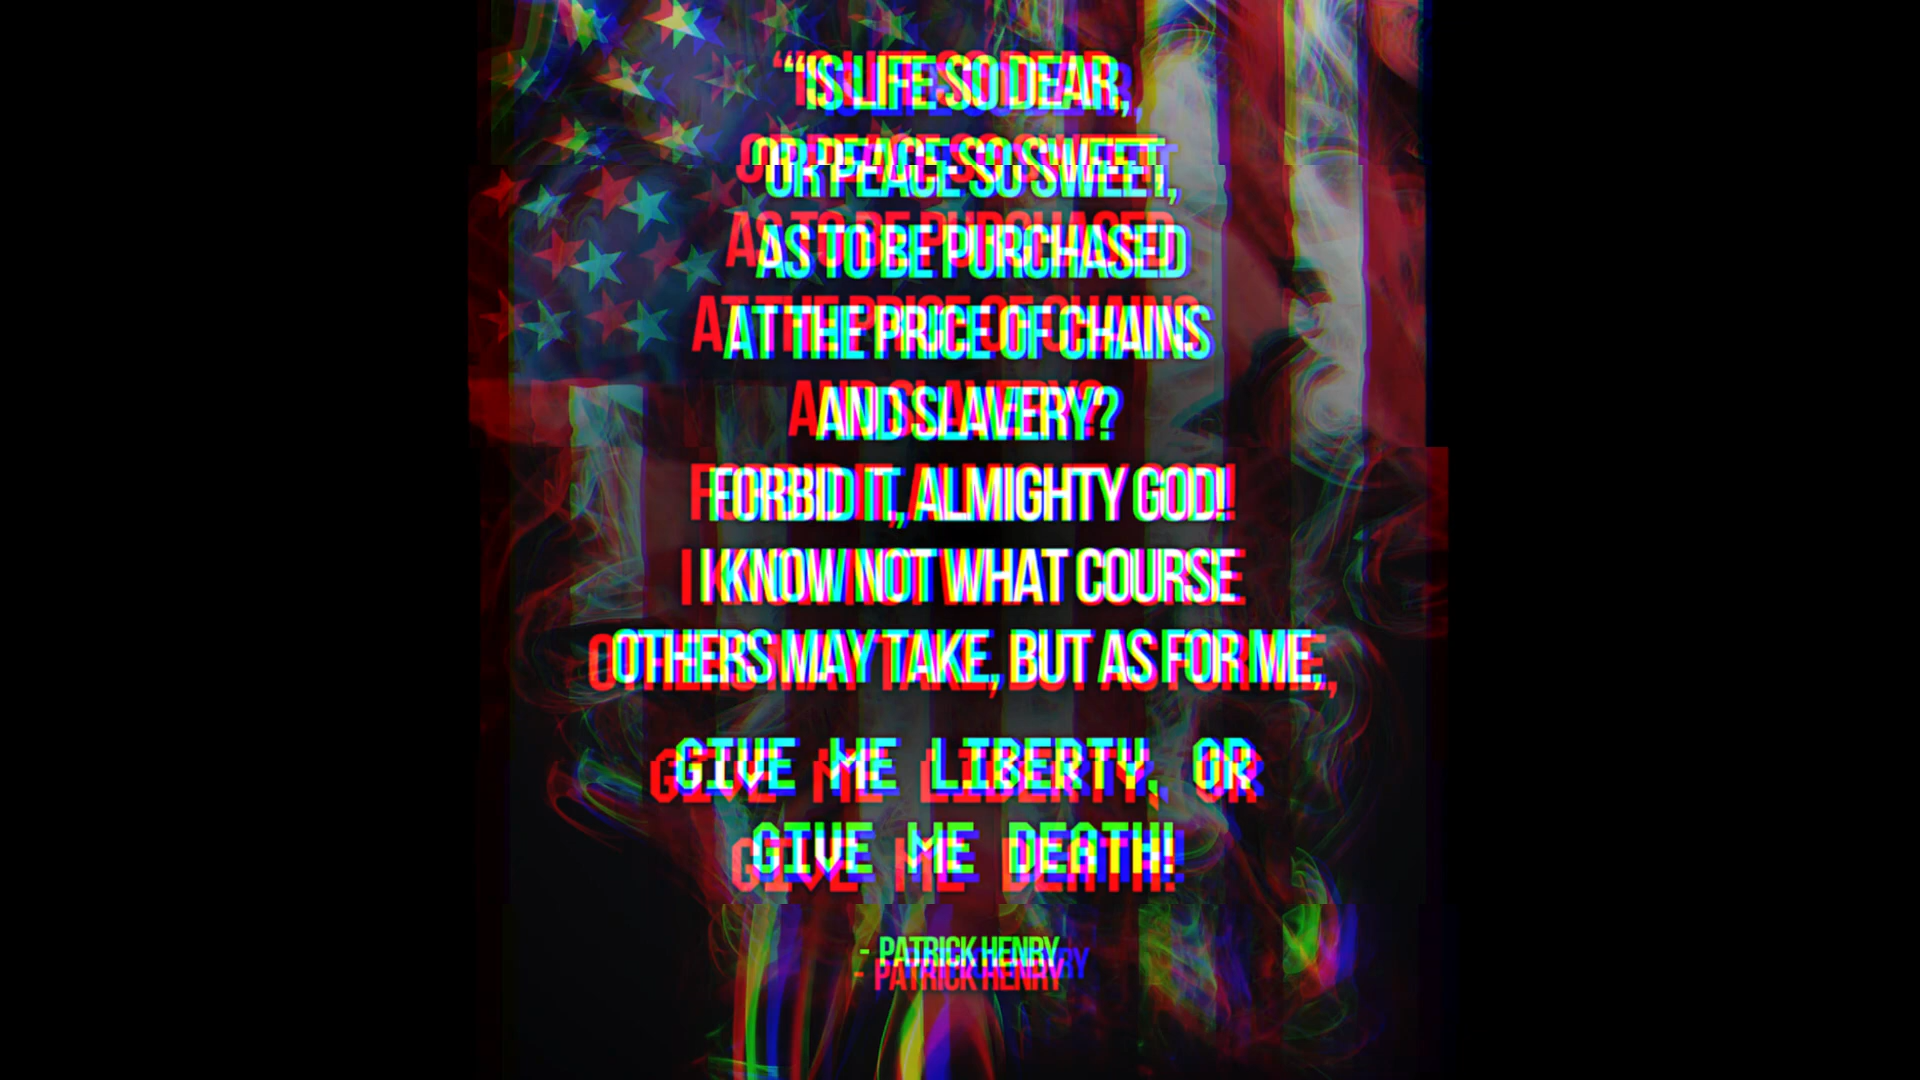 "IS LIFE SO DEAR,
OR PEACE SO SWEET,
AS TO BE PURCHASED
AT THE PRICE OF CHAINS
AND SLAVERY?
FORBID IT, ALMIGHTY GOD!
I KNOW NOT WHAT COURSE
OTHERS MAY TAKE, BUT AS FOR ME,
GIVE ME LIBERTY, OR
GIVE ME DEATH!
- PATRICK HENRY